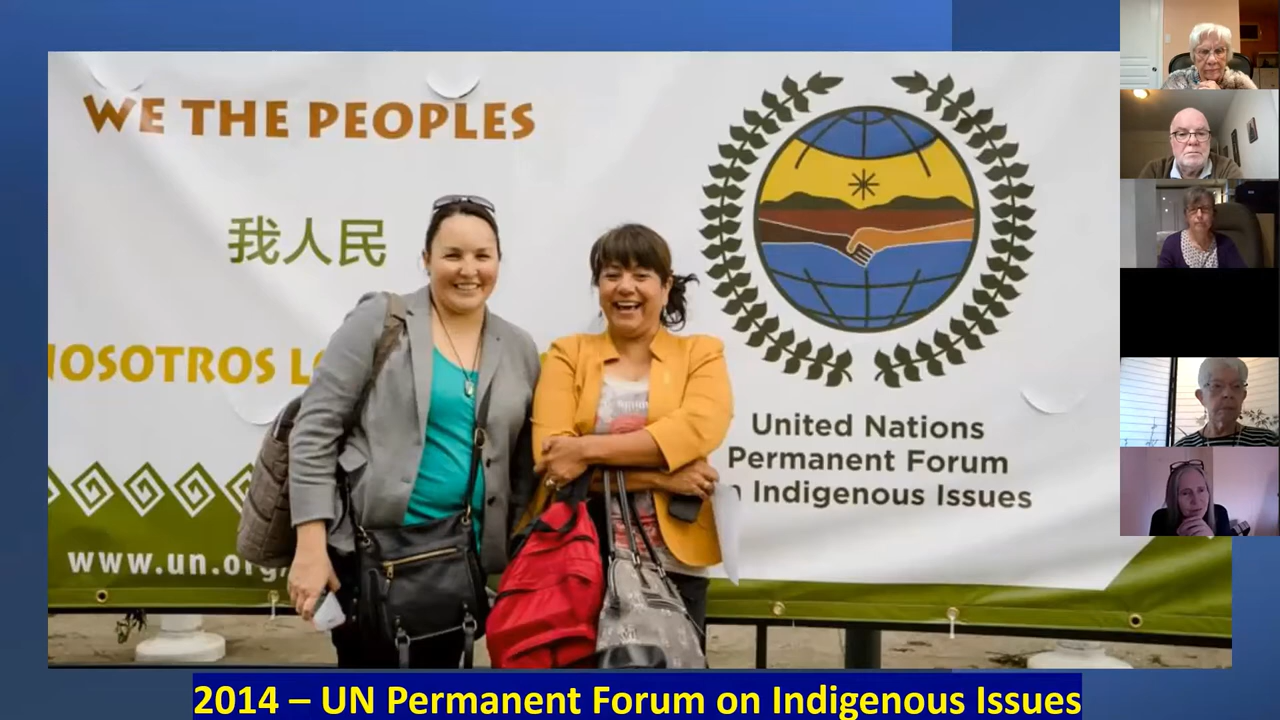 WE THE PEOPLES
我人民
NOSOTROS LO
www.un.org/
United Nations
Permanent Forum
n Indigenous Issues
2014 – UN Permanent Forum on Indigenous Issues